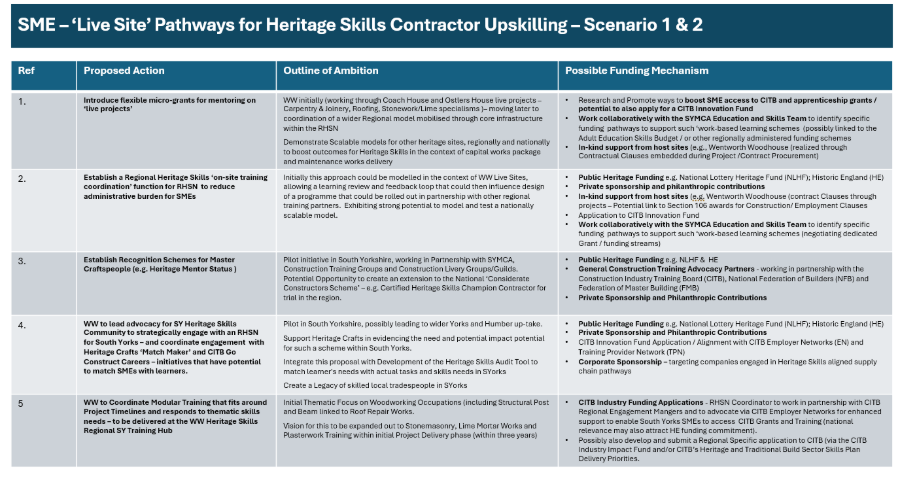 SME – 'Live Site' Pathways for Heritage Skills Contractor Upskilling – Scenario 1 & 2
Ref
Proposed Action
Outline of Ambition
Possible Funding Mechanism
1.
Introduce flexible micro-grants for mentoring on
'live projects'
WW initially (working through Coach House and Ostlers House live projects –
Carpentry & Joinery, Roofing, Stonework/Lime specialisms )– moving later to
coordination of a wider Region model mobilised through core infrastructure
within the RHSN
Demonstrate Scalable models for other heritage sites, regionally and nationally
to boost outcomes for Heritage Skills in the context of capital works package
and maintenance works delivery
• Research and Promote ways to boost SME access to CITB and apprenticeship grants /
potential to also apply for a CITB Innovation Fund
• Work collaboratively with the SYMCA Education and Skills Team to identify specific
funding pathways to support such 'work-based learning schemes (possibly linked to the
Adult Education Skills Budget / or other regionally administered funding schemes
• In-kind support from host sites (e.g., Wentworth Woodhouse (realized through
Contractual Clauses embedded during Project /Contract Procurement)
2.
Establish a Regional Heritage Skills 'on-site training
coordination' function for RHSN to reduce
administrative burden for SMEs
Initially this approach could be modelled in the context of WW Live Sites,
allowing a learning review and feedback loop that could then influence design
of a programme that could be rolled out in partnership with other regional
training partners. Exhibiting strong potential to model and test a nationally
scalable model.
• Public Heritage Funding e.g. National Lottery Heritage Fund (NLHF); Historic England (HE)
• Private sponsorship and philanthropic contributions
• In-kind support from host sites (e.g. Wentworth Woodhouse (contract Clauses through
projects – Potential link to Section 106 awards for Construction/ Employment Clauses
• Application to CITB Innovation Fund
• Work collaboratively with the SYMCA Education and Skills Team to identify specific
funding pathways to support such 'work-based learning schemes (negotiating dedicated
Grant / funding streams)
3.
Establish Recognition Schemes for Master
Craftspeople (e.g. Heritage Mentor Status )
Pilot initiative in South Yorkshire, working in Partnership with SYMCA,
Construction Training Groups and Construction Livery Groups/Guilds.
Potential Opportunity to create an extension to the National 'Considerate
Constructors Scheme' – e.g. Certified Heritage Skills Champion Contractor for
trial in the region.
• Public Heritage Funding e.g. NLHF & HE
• General Construction Training Advocacy Partners - working in partnership with the
Construction Industry Training Board (CITB), National Federation of Builders (NFB) and
Federation of Master Building (FMB)
• Private Sponsorship and Philanthropic Contributions
4.
WW to lead advocacy for SY Heritage Skills
Community to strategically engage with an RHSN
for South Yorks – and coordinate engagement with
Heritage Crafts 'Match Maker' and CITB Go
Construct Careers – initiatives that have potential
to match SMEs with learners.
Pilot in South Yorkshire, possibly leading to wider Yorks and Humber up-take.
Support Heritage Crafts in evidencing the need and potential impact potential
for such a scheme within South Yorks.
Integrate this proposal with Development of the Heritage Skills Audit Tool to
match learner's needs with actual tasks and skills needs in SYorks
Create a Legacy of skilled local tradespeople in SYorks
• Public Heritage Funding e.g. National Lottery Heritage Fund (NLHF); Historic England (HE)
• Private Sponsorship and Philanthropic Contributions:
• CITB Innovation Fund Application / Alignment with CITB Employer Networks (EN) and
Training Provider Network (TPN)
• Corporate Sponsorship – targeting companies engaged in Heritage Skills aligned supply
chain pathways
5
WW to Coordinate Modular Training that fits around
Project Timelines and responds to thematic skills
needs – to be delivered at the WW Heritage Skills
Regional SY Training Hub
Initial Thematic Focus on Woodworking Occupations (including Structural Post
and Beam linked to Roof Repair Works.
Vision for this to be expanded out to Stonemasonry, Lime Mortar Works and
Plasterwork Training within initial Project Delivery phase (within three years)
• CITB Industry Funding Applications - RHSN Coordinator to work in partnership with CITB
Regional Engagement Mangers and to advocate via CITB Employer Networks for enhanced
support to enable South Yorks SMEs to access CITB Grants and Training (national
relevance may also attract HE funding commitment).
• Possibly also develop and submit a Regional Specific application to CITB (via the CITB
Industry Impact Fund and/or CITB's Heritage and Traditional Build Sector Skills Plan
Delivery Priorities.